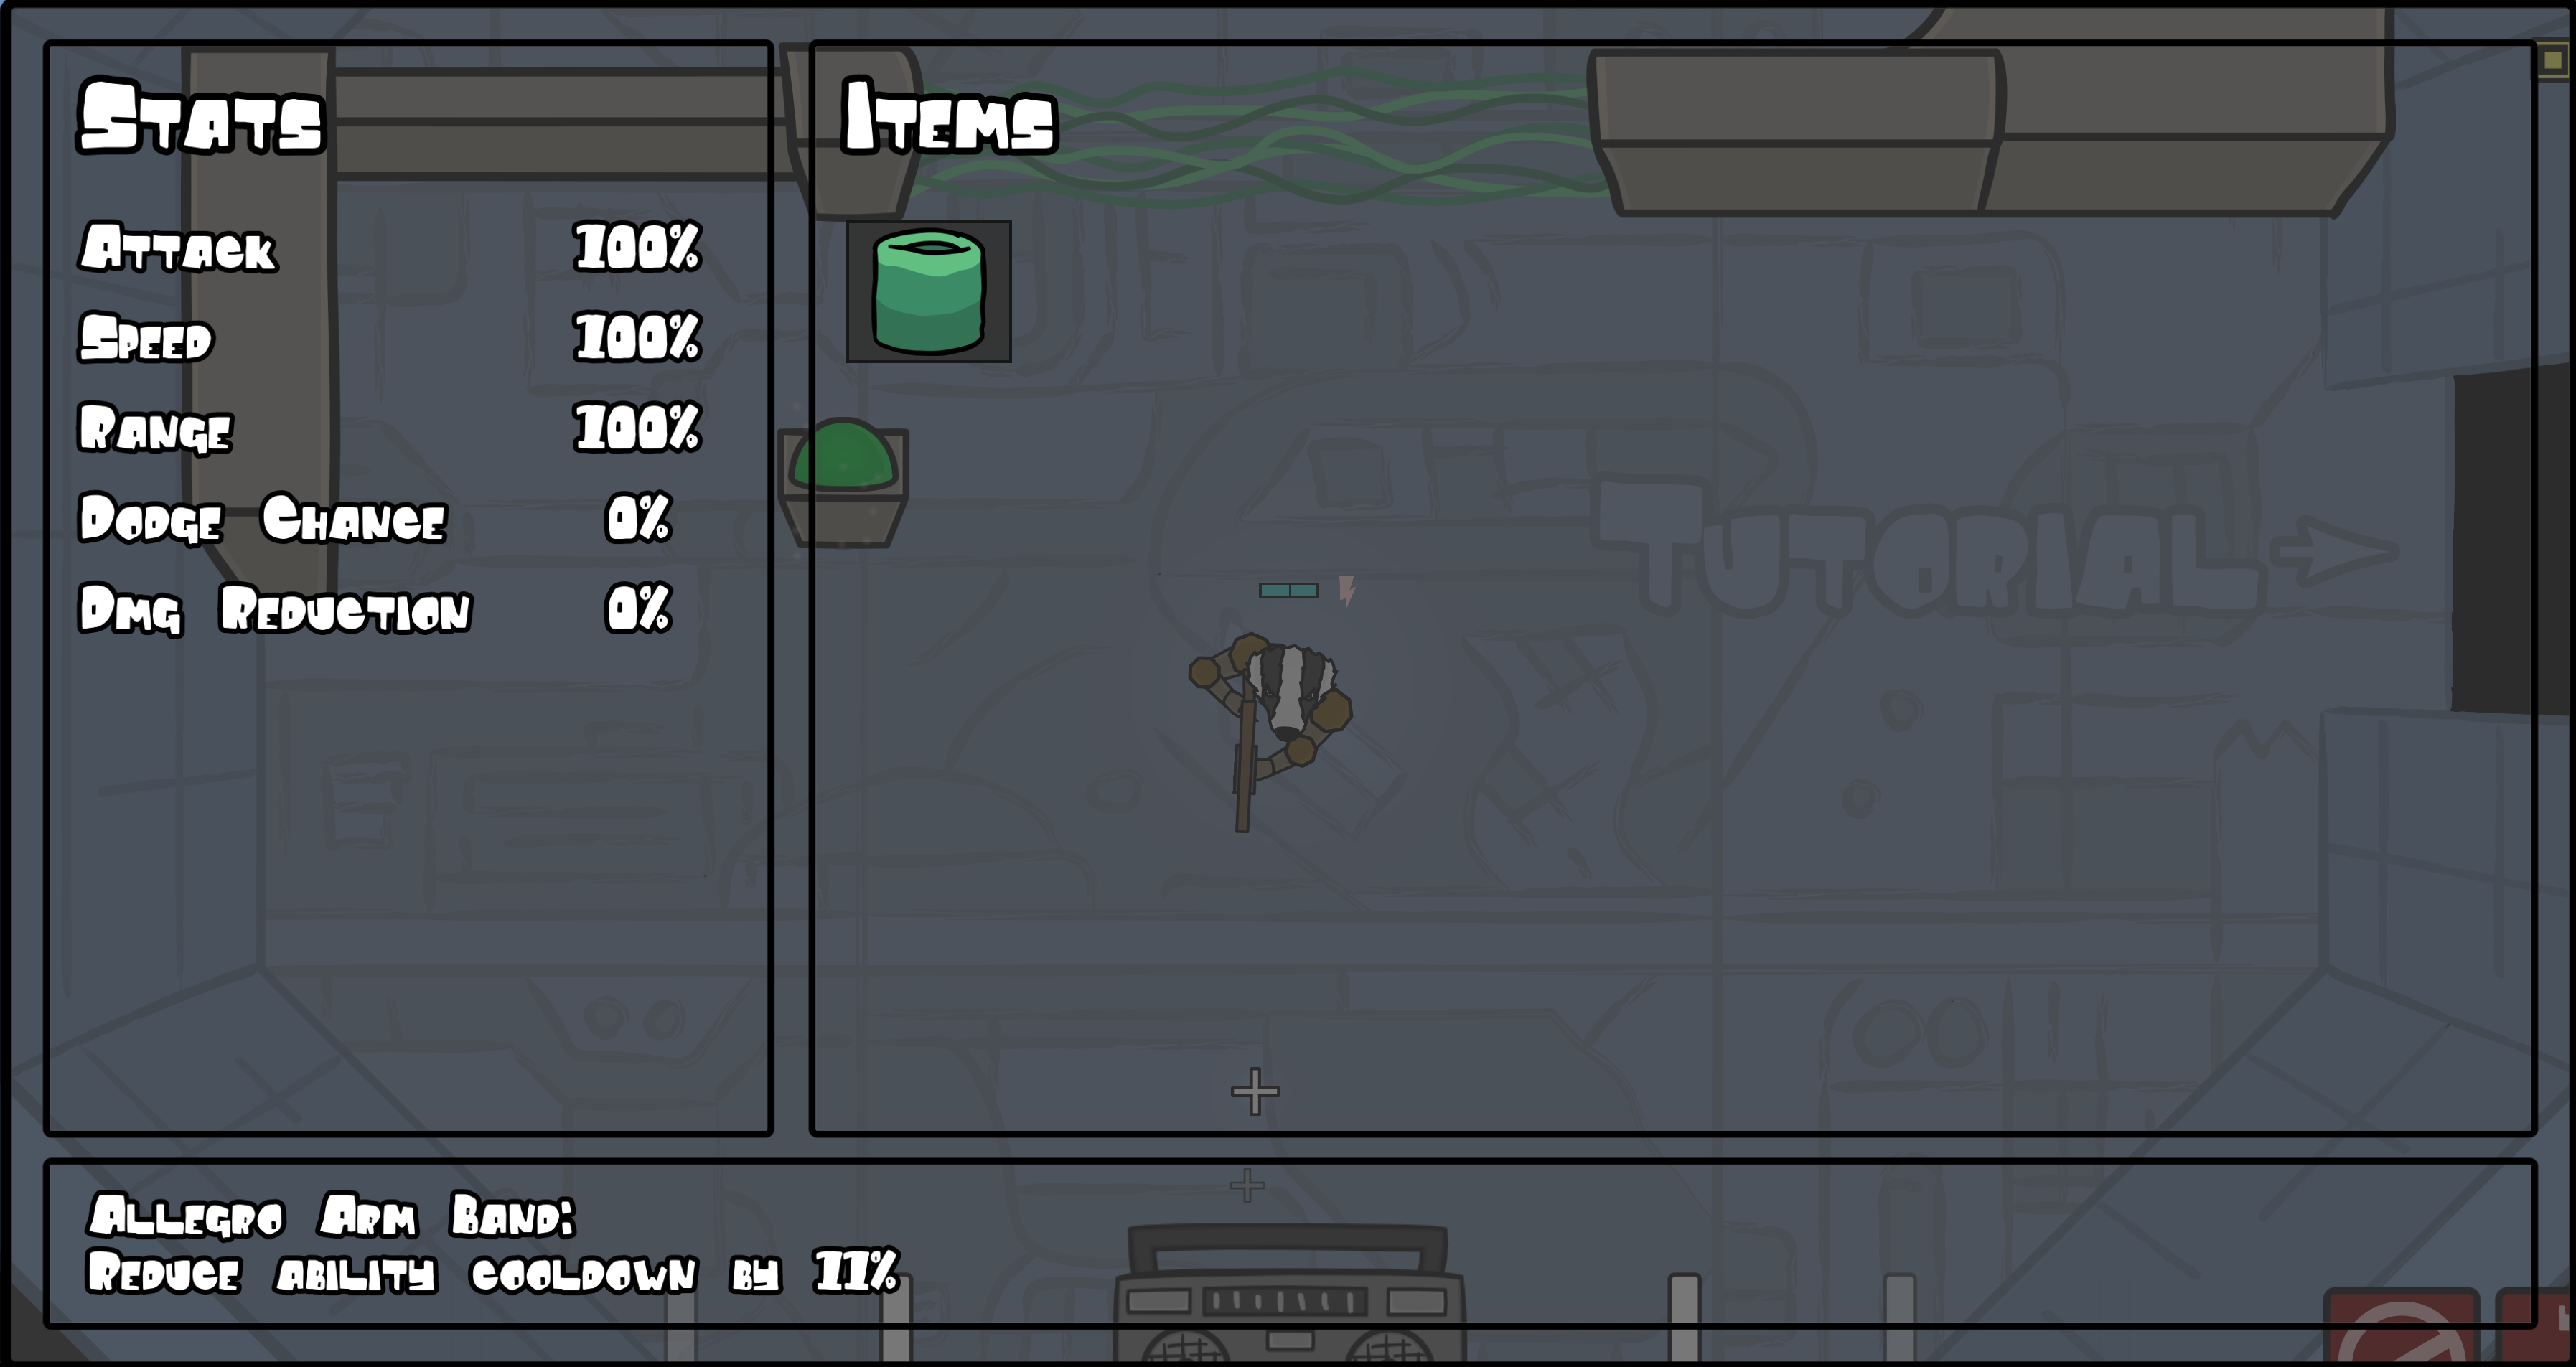 Stats
Attack 100%
Speed 100%
Range 100%
Dodge Change 0%
Dmg Reduction 0%
Items
Tutorial
Allegro Arm Band:
Reduce ability cooldown by 11%